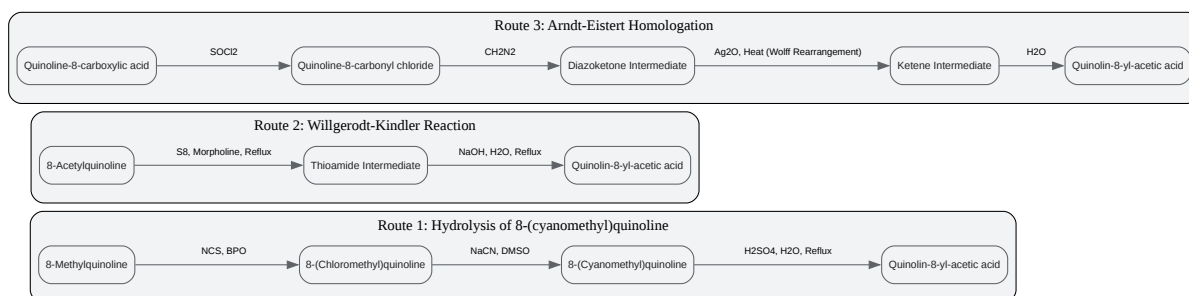 Route 3: Arndt-Eistert Homologation
Quinoline-8-carboxylic acid
SOCl2
Quinoline-8-carbonyl chloride
CH2N2
Diazoketone Intermediate
Ag2O, Heat (Wolff Rearrangement)
Ketene Intermediate
H2O
Quinolin-8-yl-acetic acid
Route 2: Willgerodt-Kindler Reaction
8-Acetylquinoline
S8, Morpholine, Reflux
Thioamide Intermediate
NaOH, H2O, Reflux
Quinolin-8-yl-acetic acid
Route 1: Hydrolysis of 8-(cyanomethyl)quinoline
8-Methylquinoline
NCS, BPO
8-(Chloromethyl)quinoline
NaCN, DMSO
8-(Cyanomethyl)quinoline
H2SO4, H2O, Reflux
Quinolin-8-yl-acetic acid